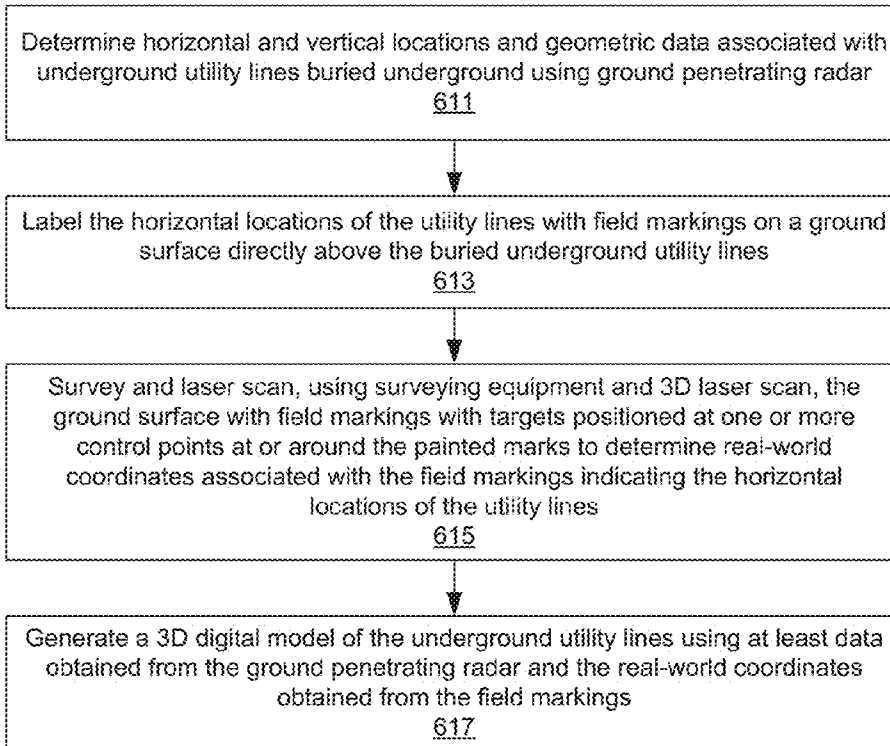 Determine horizontal and vertical locations and geometric data associated with
underground utility lines buried underground using ground penetrating radar
611
Label the horizontal locations of the utility lines with field markings on a ground
surface directly above the buried underground utility lines
613
Survey and laser scan, using surveying equipment and 3D laser scan, the
ground surface with field markings with targets positioned at one or more
control points at or around the painted marks to determine real-world
coordinates associated with the field markings indicating the horizontal
locations of the utility lines
615
Generate a 3D digital model of the underground utility lines using at least data
obtained from the ground penetrating radar and the real-world coordinates
obtained from the field markings
617